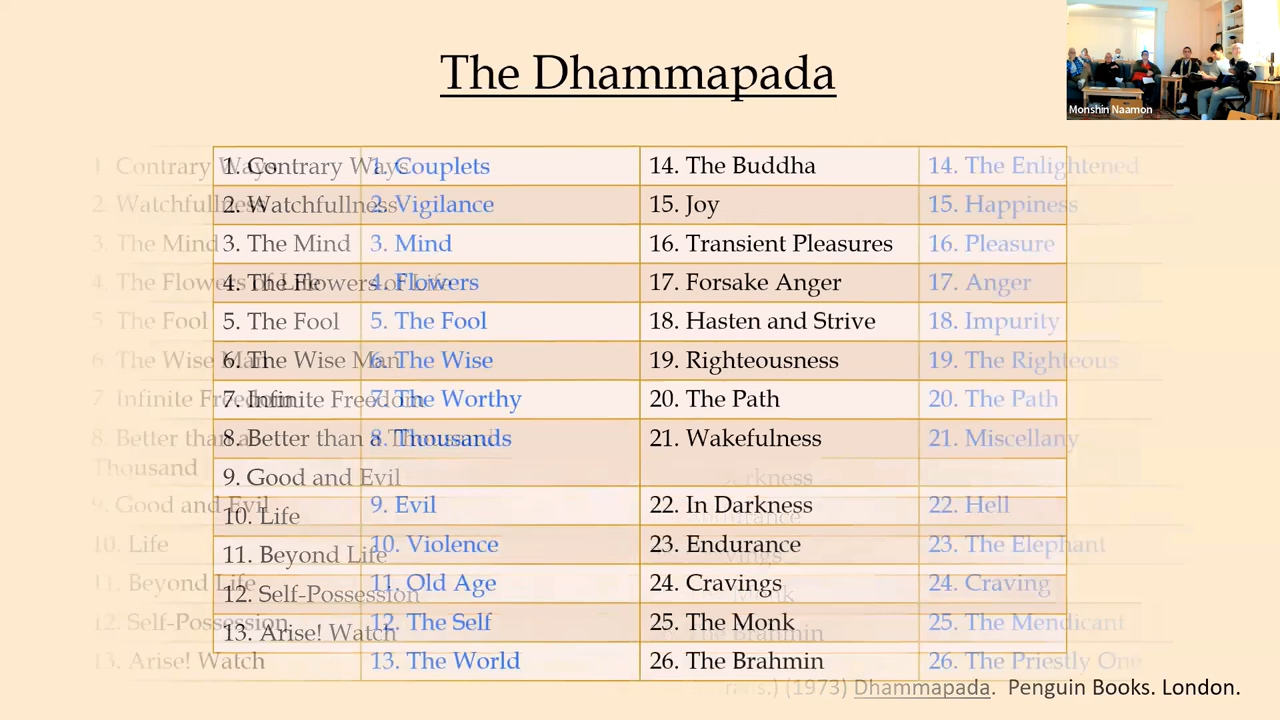 The Dhammapada
Monshin Naamon
1. Contrary Ways 1. Couplets 14. The Buddha 14. The Enlightened
2. Watchfullness 2. Vigilance 15. Joy 15. Happiness
3. The Mind 3. Mind 16. Transient Pleasures 16. Pleasure
4. The Flowers of Life 4. Flowers 17. Forsake Anger 17. Anger
5. The Fool 5. The Fool 18. Hasten and Strive 18. Impurity
6. The Wise Man 6. The Wise 19. Righteousness 19. The Righteous
7. Infinite Freedom 7. The Worthy 20. The Path 20. The Path
8. Better than a Thousand 8. Thousands 21. Wakefulness 21. Miscellany
9. Good and Evil 9. Evil 22. In Darkness 22. Hell
10. Life 10. Violence 23. Endurance 23. The Elephant
11. Beyond Life 11. Old Age 24. Cravings 24. Craving
12. Self-Possession 12. The Self 25. The Monk 25. The Mendicant
13. Arise! Watch 13. The World 26. The Brahmin 26. The Priestly One
(1973) Dhammapada. Penguin Books. London.